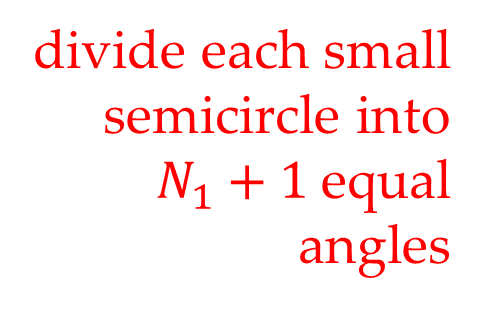 divide each small
semicircle into
N₁ + 1 equal
angles